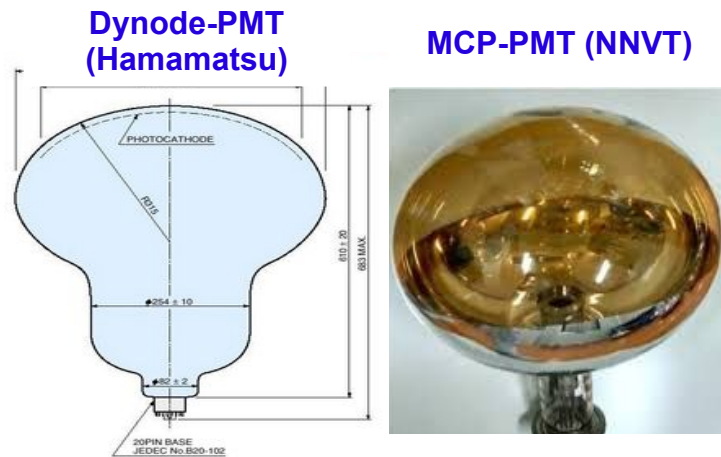 Dynode-PMT
(Hamamatsu)
MCP-PMT (NNVT)
PHOTOCATHODE
R315
610 ± 20
683 MAX.
ϕ254 ± 10
ϕ82 ± 2
20PIN BASE
JEDEC No.B20-102